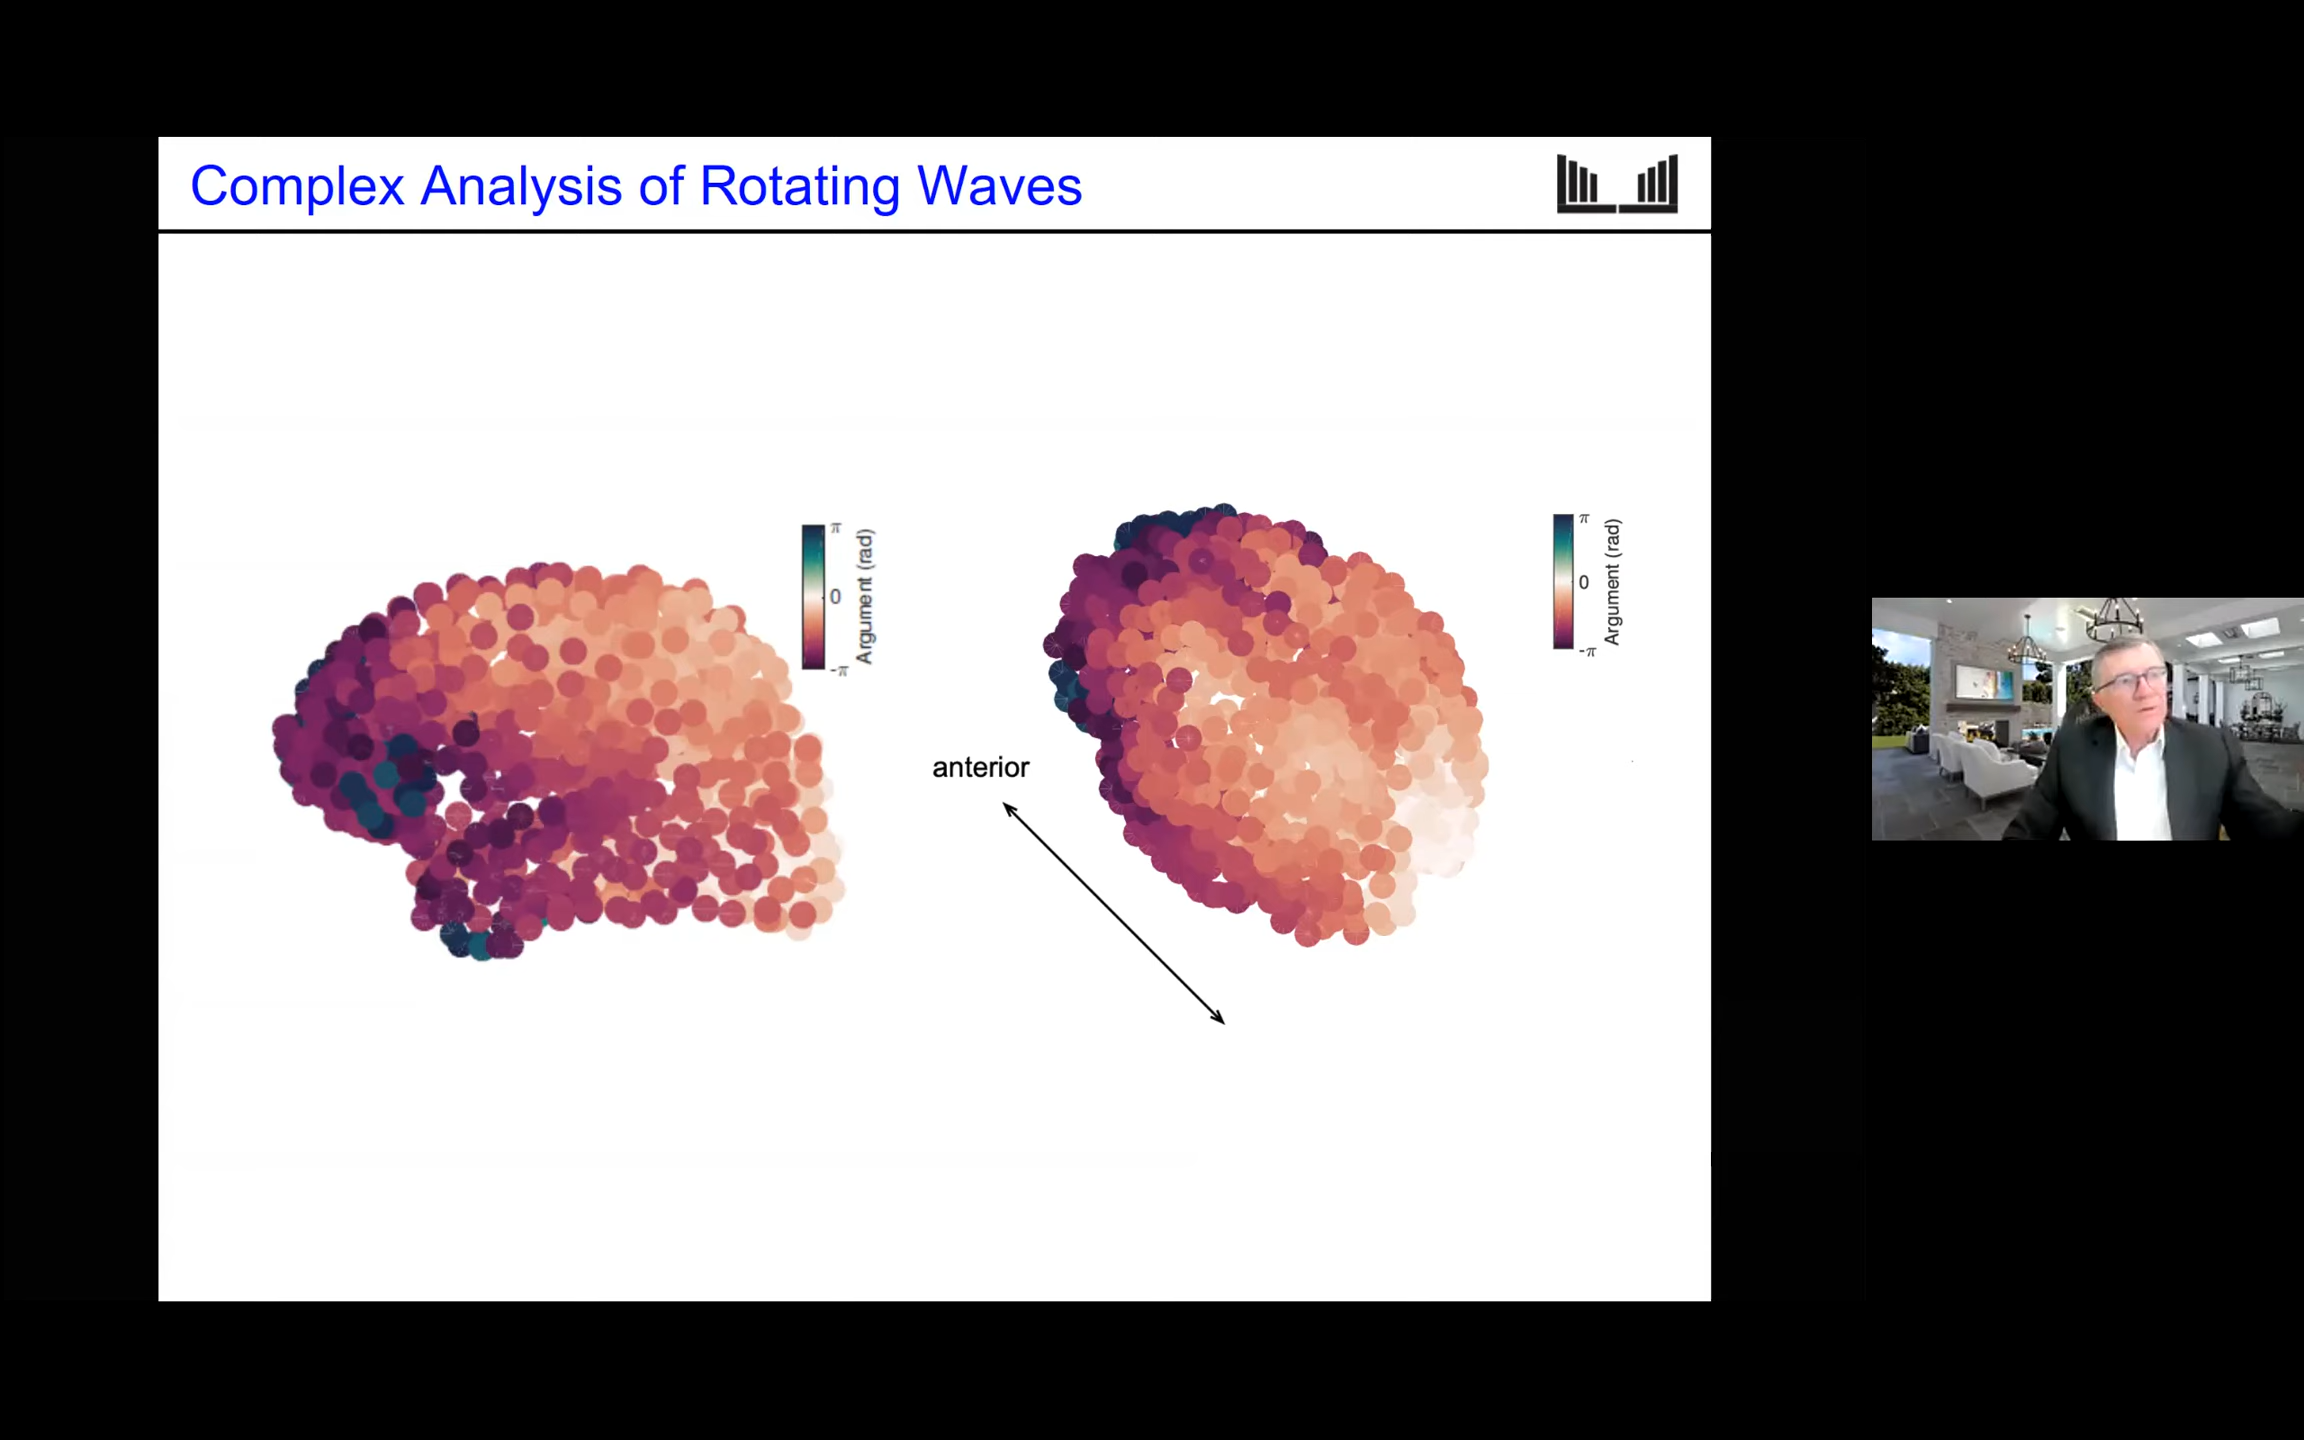 Complex Analysis of Rotating Waves
π
0
-π
Argument (rad)
π
0
-π
Argument (rad)
anterior